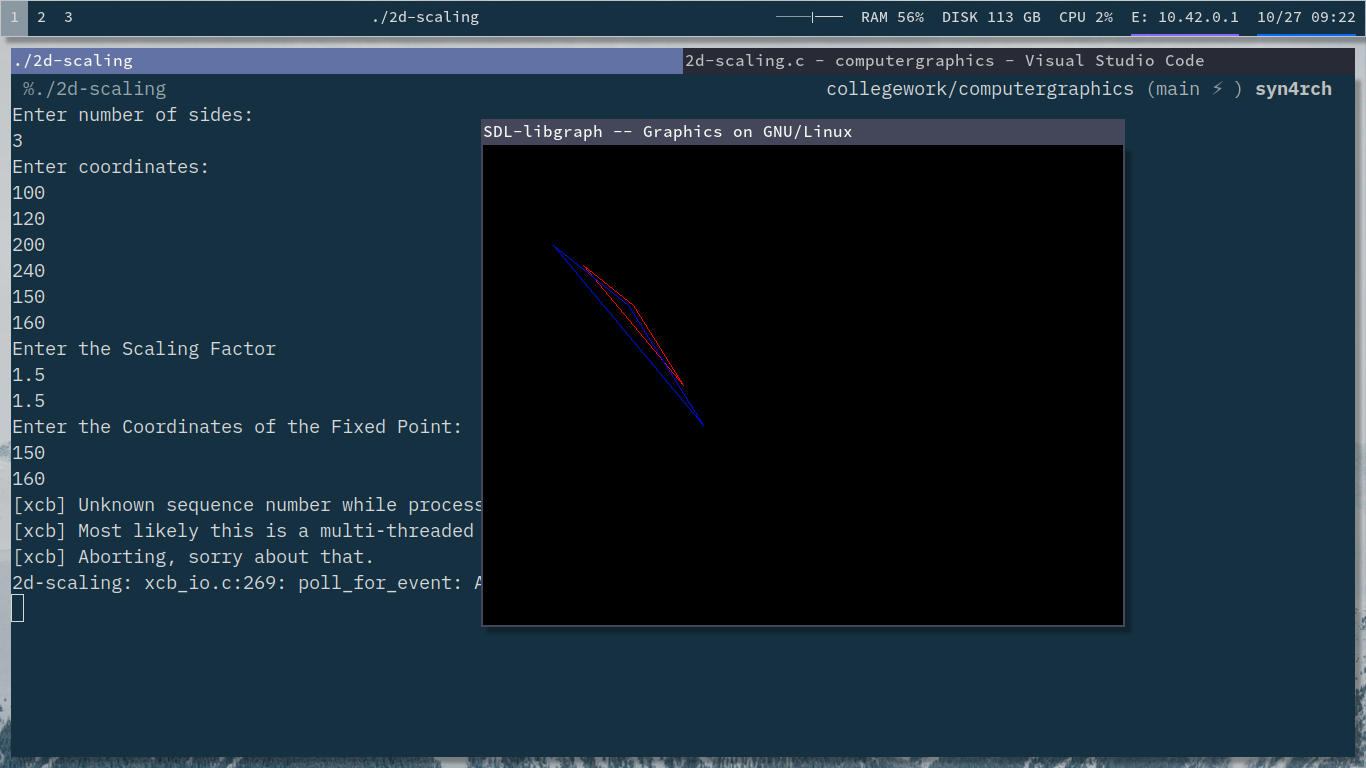 1 2 3 ./2d-scaling RAM 56% DISK 113 GB CPU 2% E: 10.42.0.1 10/27 09:22
./2d-scaling 2d-scaling.c - computergraphics - Visual Studio Code
%./2d-scaling collegework/computergraphics (main ⚡ ) syn4rch
Enter number of sides:
3
Enter coordinates:
100
120
200
240
150
160
Enter the Scaling Factor
1.5
1.5
Enter the Coordinates of the Fixed Point:
150
160
[xcb] Unknown sequence number while process
[xcb] Most likely this is a multi-threaded
[xcb] Aborting, sorry about that.
2d-scaling: xcb_io.c:269: poll_for_event: A
SDL-libgraph -- Graphics on GNU/Linux